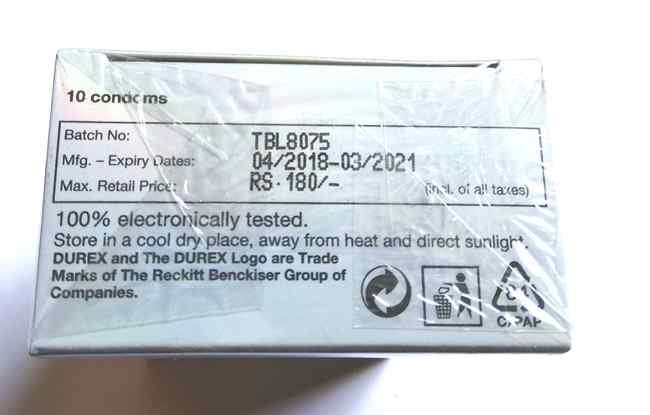 10 condoms
Batch No: TBL8075
Mfg. – Expiry Dates: 04/2018-03/2021
Max. Retail Price: RS.180/- (incl. of all taxes)
100% electronically tested.
Store in a cool dry place, away from heat and direct sunlight.
DUREX and The DUREX Logo are Trade
Marks of The Reckitt Benckiser Group of
Companies.
81
C/PAP